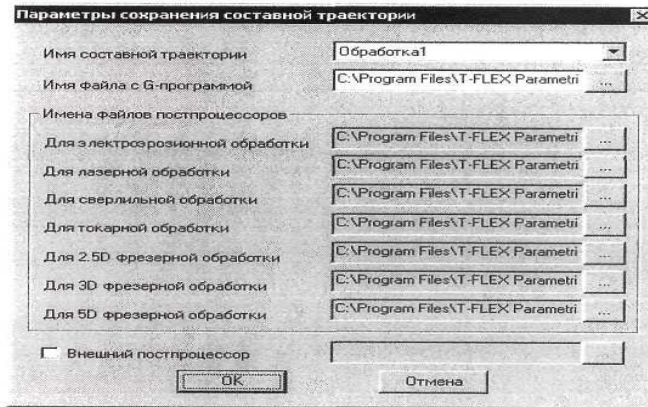 Параметры сохранения составной траектории
Имя составной траектории Обработка1
Имя файла с G-программой C:\Program Files\T-FLEX Parametri ...
Имена файлов постпроцессоров
Для электроэрозионной обработки C:\Program Files\T-FLEX Parametri ...
Для лазерной обработки C:\Program Files\T-FLEX Parametri ...
Для сверлильной обработки C:\Program Files\T-FLEX Parametri ...
Для токарной обработки C:\Program Files\T-FLEX Parametri ...
Для 2.5D фрезерной обработки C:\Program Files\T-FLEX Parametri ...
Для 3D фрезерной обработки C:\Program Files\T-FLEX Parametri ...
Для 5D фрезерной обработки C:\Program Files\T-FLEX Parametri ...
Внешний постпроцессор ...
OK Отмена